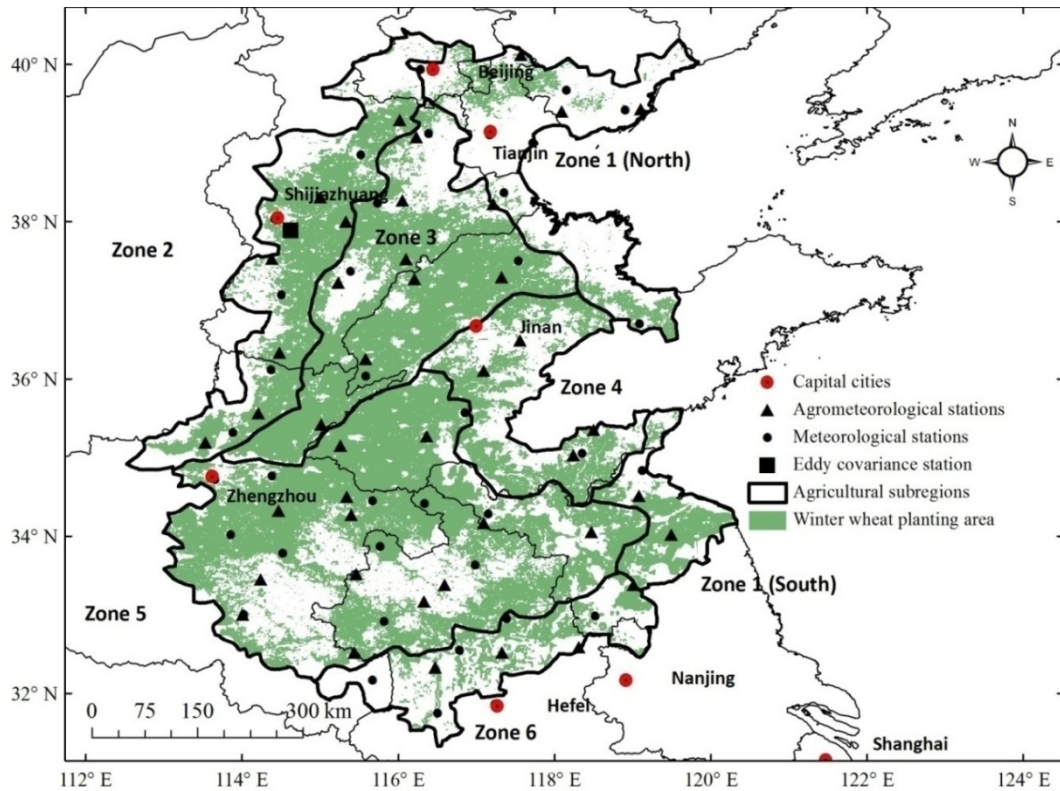 40° N
Beijing
N
W E
S
Tianjin
Zone 1 (North)
Shijiazhuang
38° N
Zone 3
Zone 2
Jinan
36° N
Zone 4
Capital cities
Agrometeorological stations
Meteorological stations
Eddy covariance station
Agricultural subregions
Winter wheat planting area
Zhengzhou
34° N
Zone 1 (South)
Zone 5
Nanjing
32° N
Hefei
0 75 150 300 km
Zone 6
Shanghai
112° E 114° E 116° E 118° E 120° E 122° E 124° E